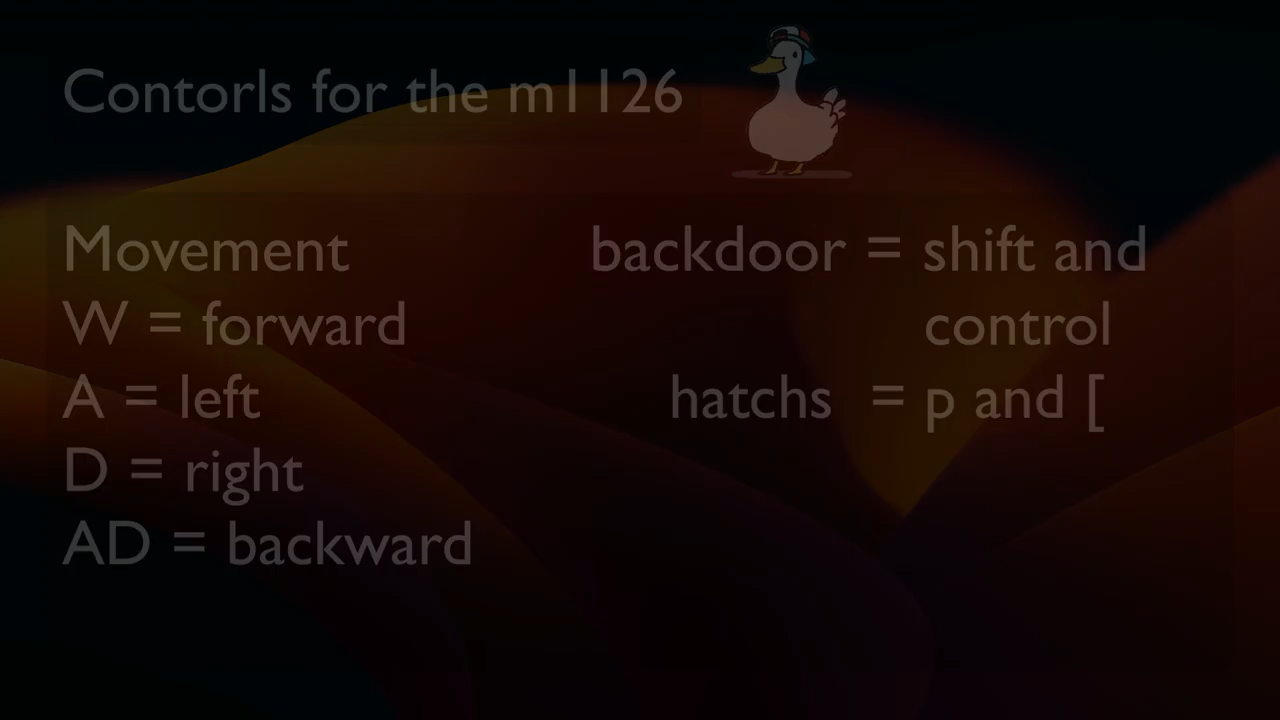 Contorls for the m1126
Movement
W = forward
A = left
D = right
AD = backward
backdoor = shift and
control
hatchs = p and [